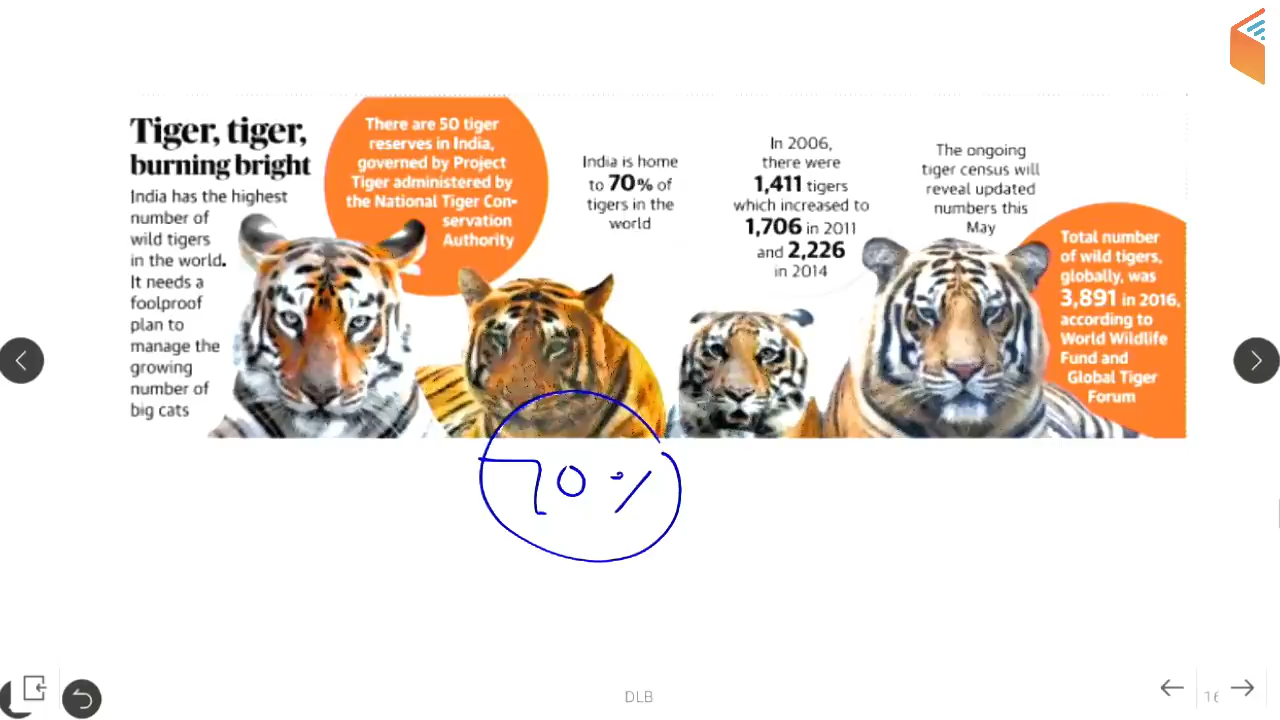 Tiger, tiger,
burning bright
India has the highest
number of
wild tigers
in the world.
It needs a
foolproof
plan to
manage the
growing
number of
big cats
There are 50 tiger
reserves in India,
governed by Project
Tiger administered by
the National Tiger Con-
servation
Authority
India is home
to 70% of
tigers in the
world
In 2006,
there were
1,411 tigers
which increased to
1,706 in 2011
and 2,226
in 2014
The ongoing
tiger census will
reveal updated
numbers this
May
Total number
of wild tigers,
globally, was
3,891 in 2016,
according to
World Wildlife
Fund and
Global Tiger
Forum
70%
DLB
16